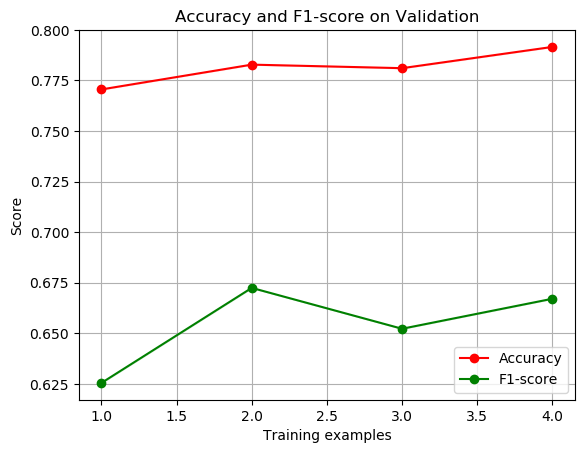 Accuracy and F1-score on Validation
0.800
0.775
0.750
0.725
0.700
0.675
0.650
0.625
Score
Accuracy
F1-score
1.0 1.5 2.0 2.5 3.0 3.5 4.0
Training examples